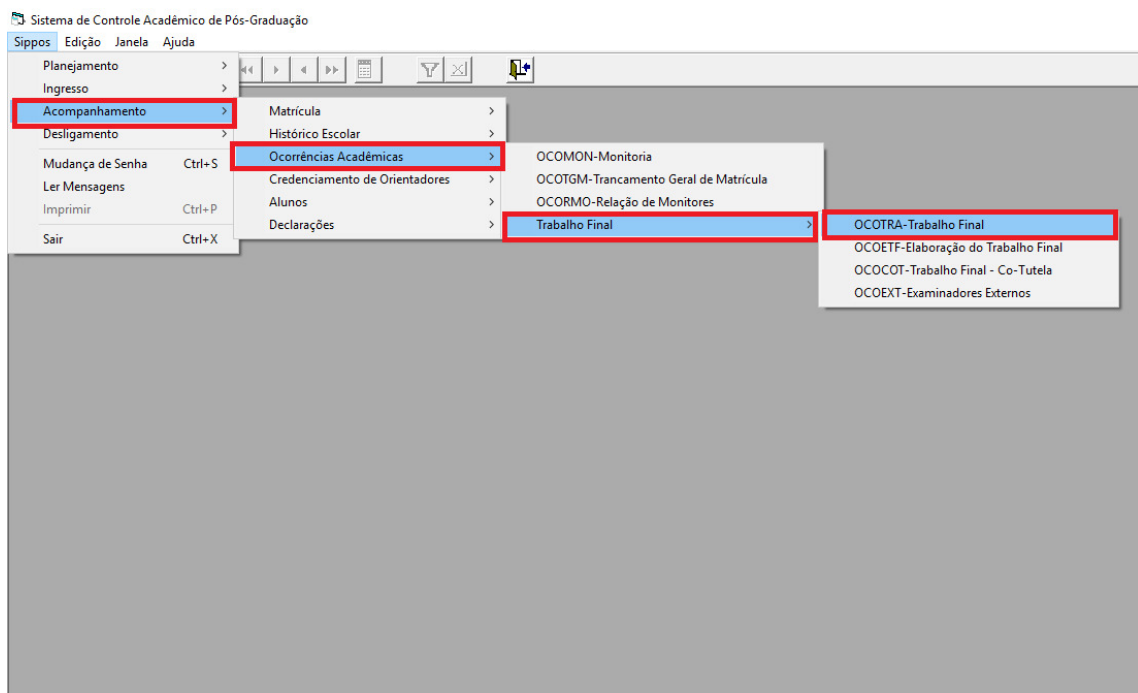 Sistema de Controle Acadêmico de Pós-Graduação
Sippos Edição Janela Ajuda
Planejamento
Ingresso
Acompanhamento
Desligamento
Mudança de Senha Ctrl+S
Ler Mensagens
Imprimir Ctrl+P
Sair Ctrl+X
Matrícula
Histórico Escolar
Ocorrências Acadêmicas
Credenciamento de Orientadores
Alunos
Declarações
OCOMON-Monitoria
OCOTGM-Trancamento Geral de Matrícula
OCORMO-Relação de Monitores
Trabalho Final
OCOTRA-Trabalho Final
OCOETF-Elaboração do Trabalho Final
OCOCOT-Trabalho Final - Co-Tutela
OCOEXT-Examinadores Externos